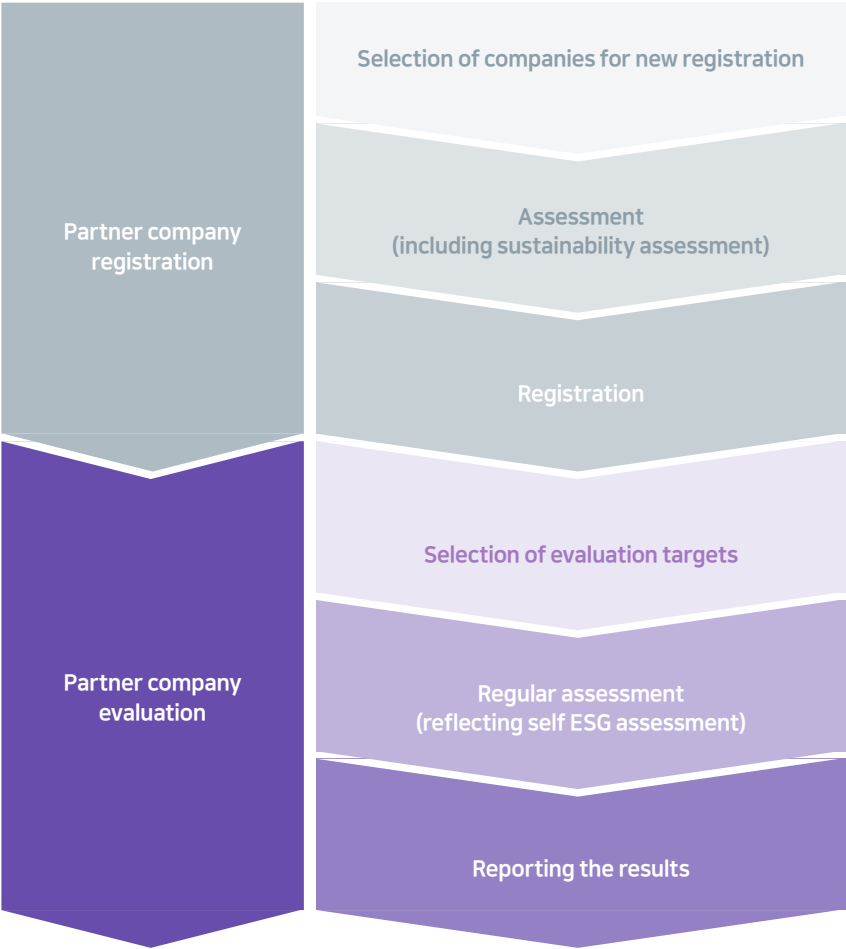 Partner company
registration
Selection of companies for new registration
Assessment
(including sustainability assessment)
Registration
Partner company
evaluation
Selection of evaluation targets
Regular assessment
(reflecting self ESG assessment)
Reporting the results